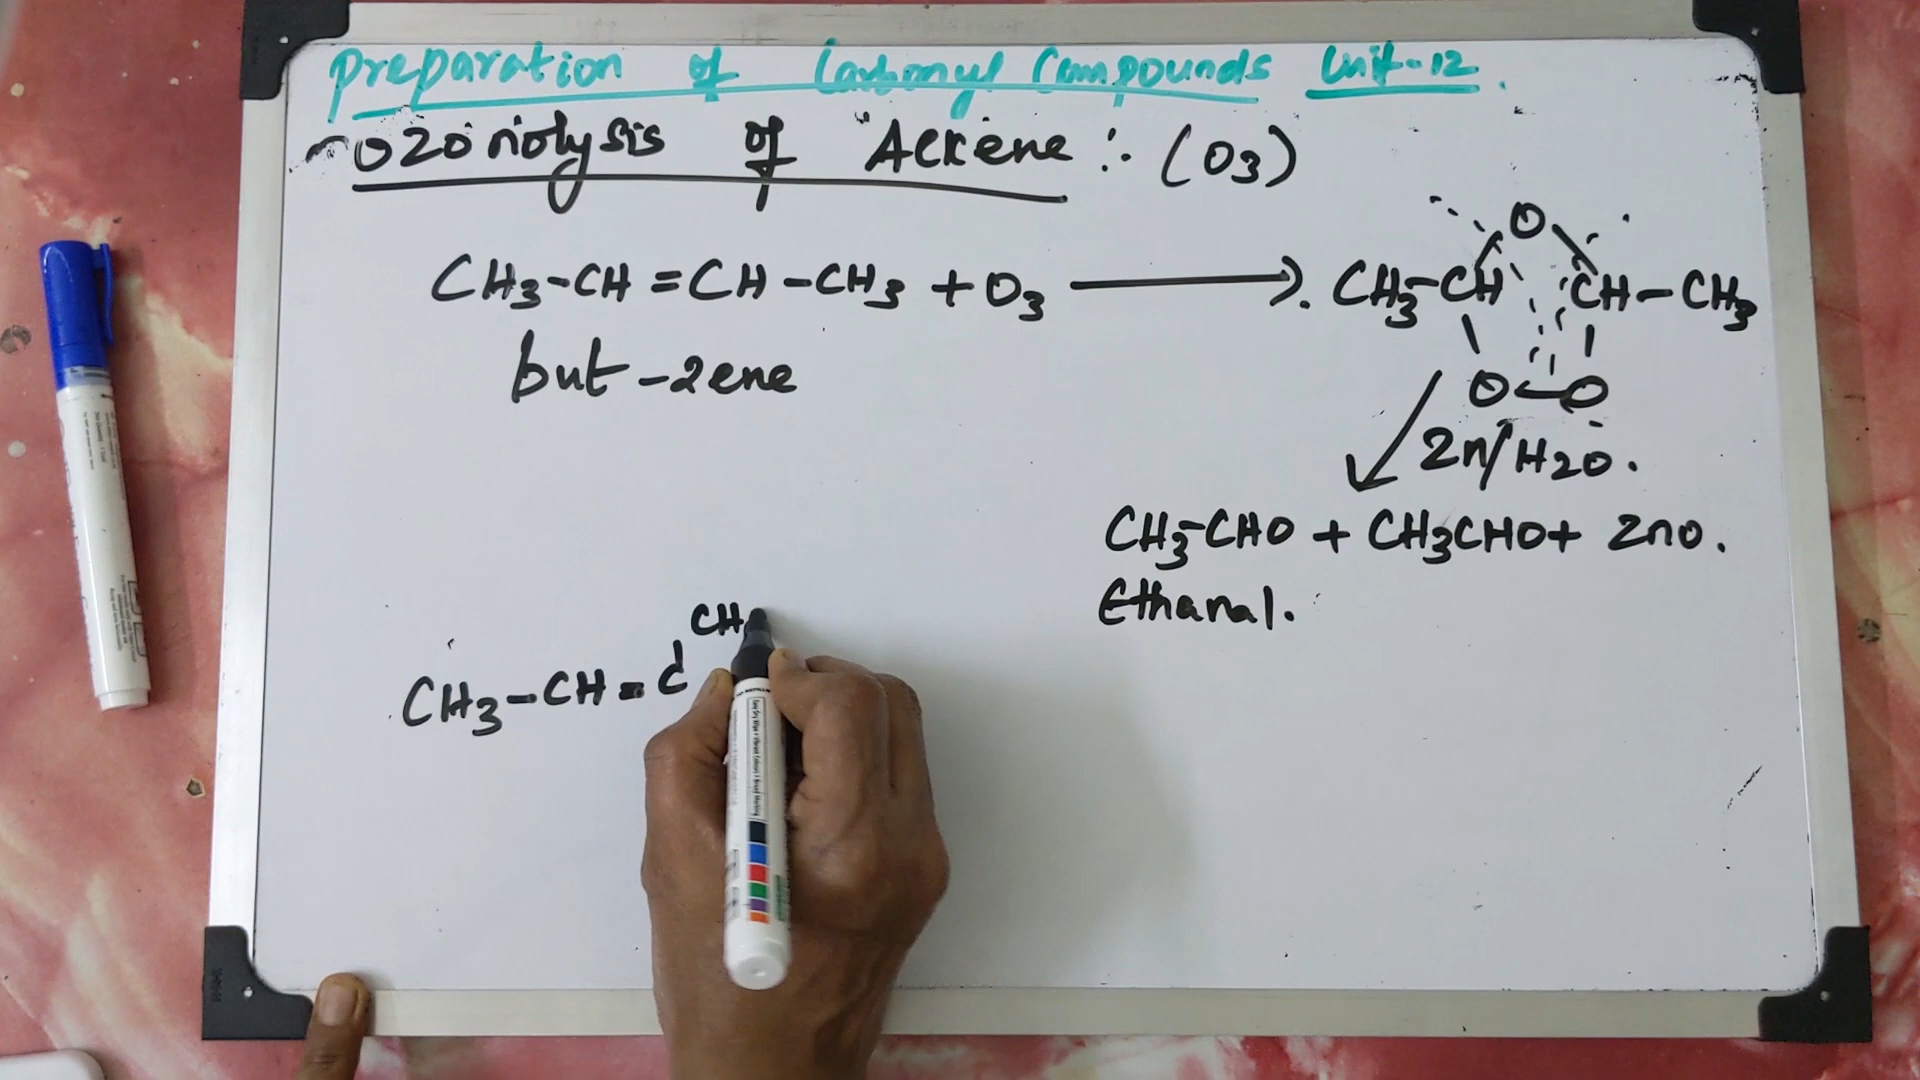 Preparation of Carbonyl Compounds Unit-12.
Ozonolysis of Alkene :- (O3)
O
CH3-CH=CH-CH3 + O3 ⟶ CH3-CH CH-CH3
but-2ene
O-O
Zn/H2O.
CH3-CHO + CH3CHO + ZnO.
Ethanal.
CH
CH3-CH=C